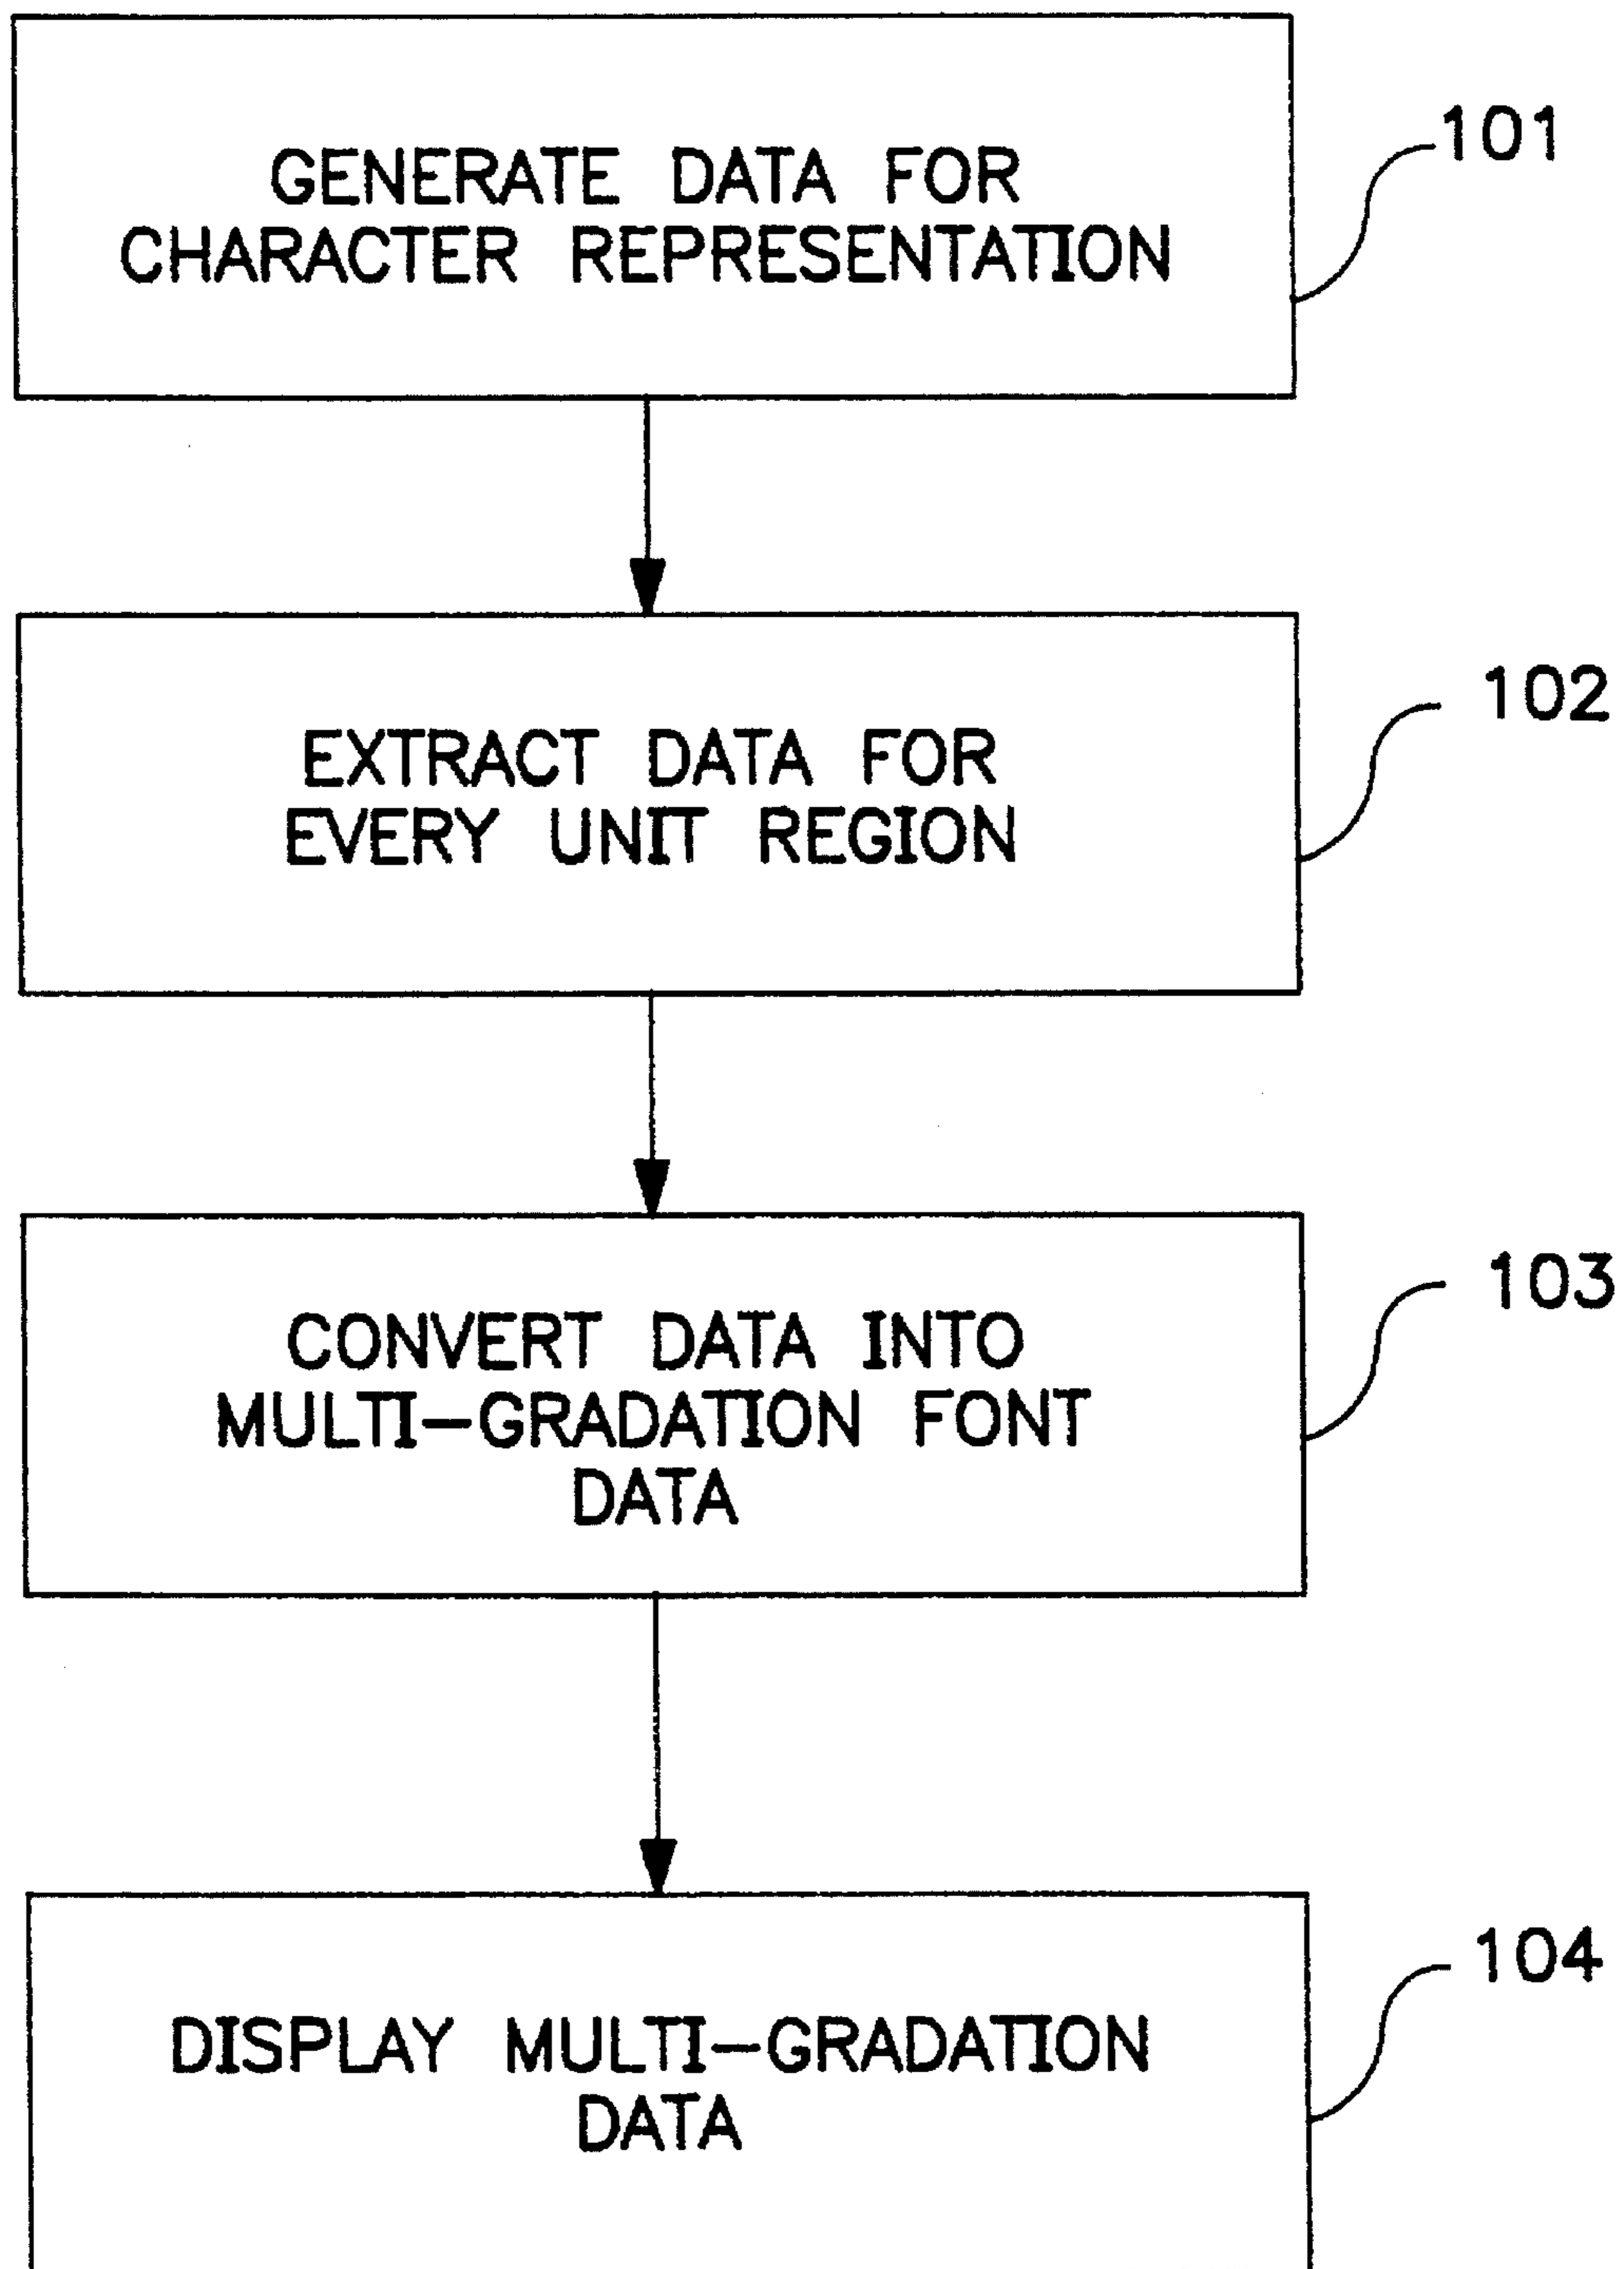 GENERATE DATA FOR
CHARACTER REPRESENTATION
101
EXTRACT DATA FOR
EVERY UNIT REGION
102
CONVERT DATA INTO
MULTI-GRADATION FONT
DATA
103
DISPLAY MULTI-GRADATION
DATA
104